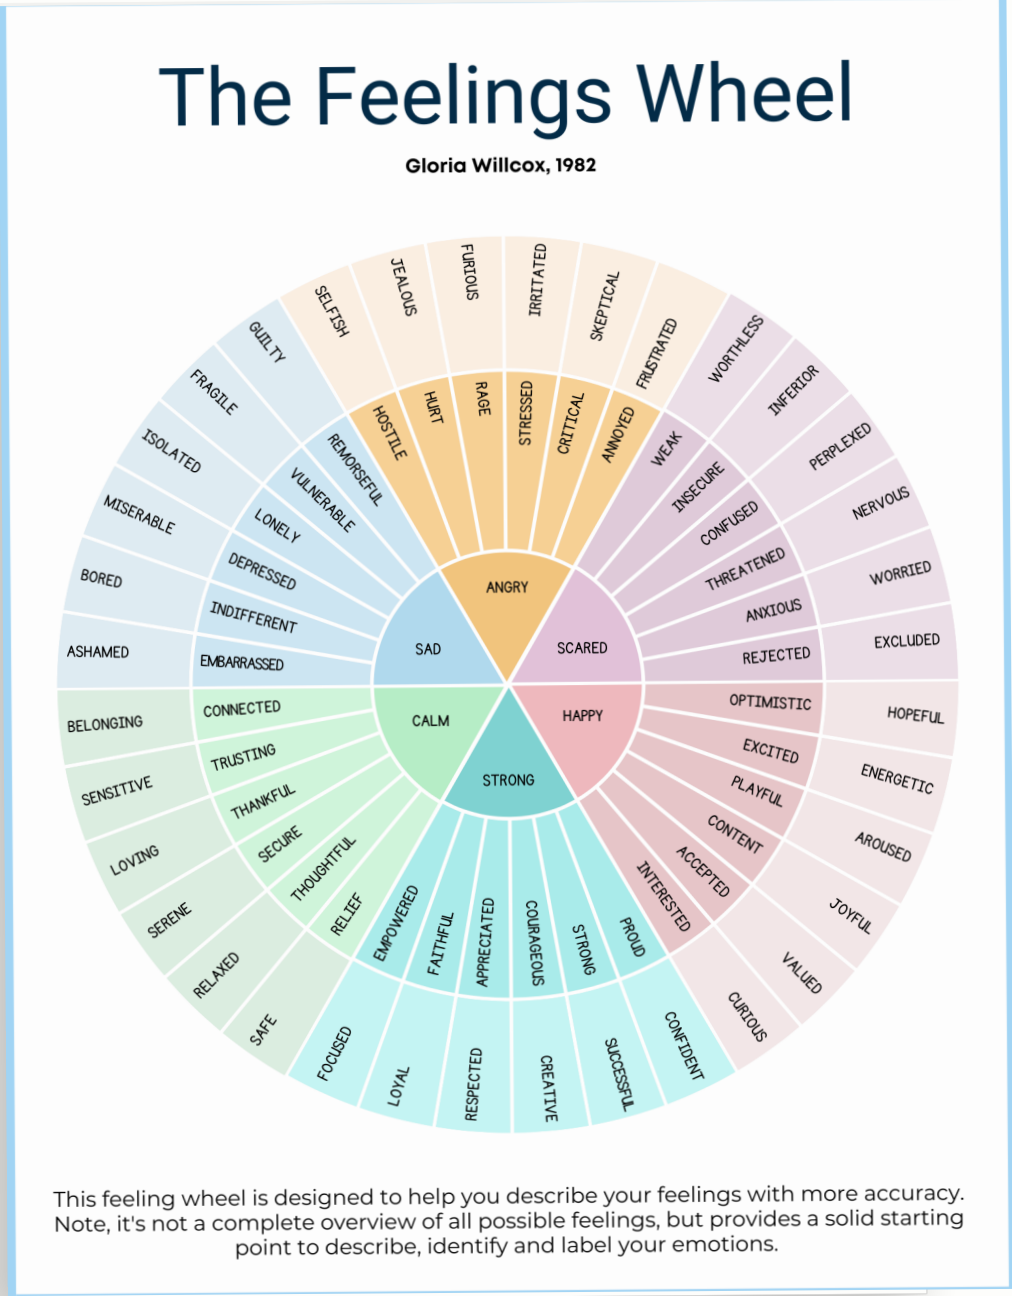 The Feelings Wheel
Gloria Willcox, 1982
SELFISH
JEALOUS
FURIOUS
IRRITATED
SKEPTICAL
FRUSTRATED
WORTHLESS
INFERIOR
PERPLEXED
NERVOUS
WORRIED
EXCLUDED
HOPEFUL
ENERGETIC
AROUSED
JOYFUL
VALUED
CURIOUS
CONFIDENT
SUCCESSFUL
CREATIVE
RESPECTED
LOYAL
FOCUSED
SAFE
RELAXED
SERENE
LOVING
SENSITIVE
BELONGING
ASHAMED
BORED
MISERABLE
ISOLATED
FRAGILE
GUILTY
HOSTILE
HURT
RAGE
STRESSED
CRITICAL
ANNOYED
WEAK
INSECURE
CONFUSED
THREATENED
ANXIOUS
REJECTED
OPTIMISTIC
EXCITED
PLAYFUL
CONTENT
ACCEPTED
INTERESTED
PROUD
STRONG
COURAGEOUS
APPRECIATED
FAITHFUL
EMPOWERED
RELIEF
THOUGHTFUL
SECURE
THANKFUL
TRUSTING
CONNECTED
EMBARRASSED
INDIFFERENT
DEPRESSED
LONELY
VULNERABLE
REMORSEFUL
ANGRY
SCARED
HAPPY
STRONG
CALM
SAD
This feeling wheel is designed to help you describe your feelings with more accuracy.
Note, it's not a complete overview of all possible feelings, but provides a solid starting
point to describe, identify and label your emotions.